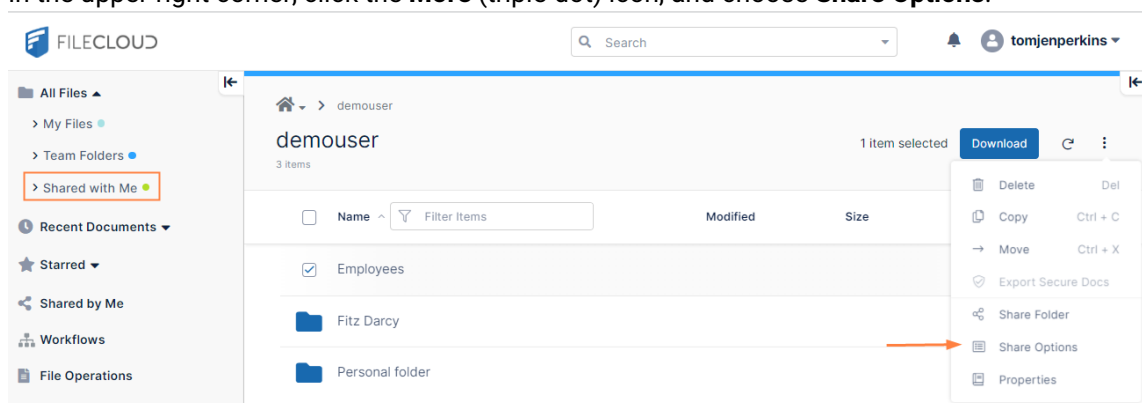 In the upper right corner, click the More (triple dot) icon, and choose Share Options.
FILECLOUD
Search
tomjenperkins
All Files
My Files
Team Folders
Shared with Me
Recent Documents
Starred
Shared by Me
Workflows
File Operations
demouser
demouser
3 items
1 item selected
Download
Name
Filter Items
Modified
Size
Employees
Fitz Darcy
Personal folder
Delete Del
Copy Ctrl + C
Move Ctrl + X
Export Secure Docs
Share Folder
Share Options
Properties